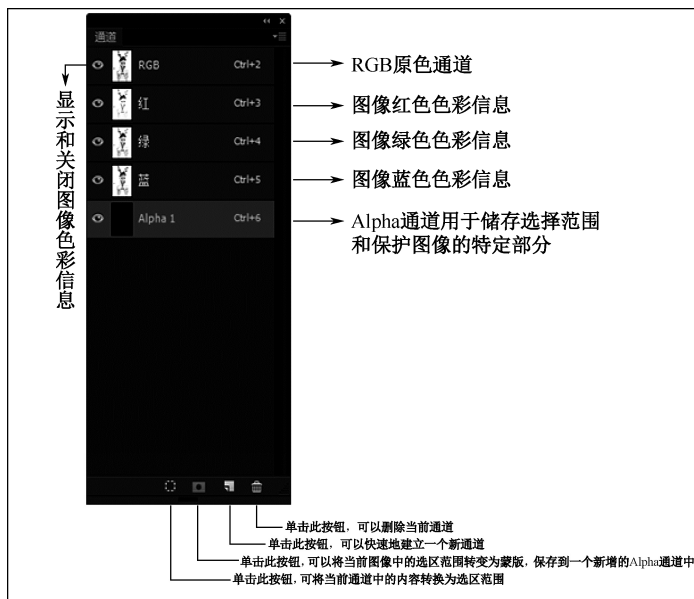 通道
RGB Ctrl+2
红 Ctrl+3
绿 Ctrl+4
蓝 Ctrl+5
Alpha 1 Ctrl+6
显示和关闭图像色彩信息
RGB原色通道
图像红色色彩信息
图像绿色色彩信息
图像蓝色色彩信息
Alpha通道用于储存选择范围
和保护图像的特定部分
单击此按钮，可以删除当前通道
单击此按钮，可以快速地建立一个新通道
单击此按钮，可以将当前图像中的选区范围转变为蒙版，保存到一个新增的Alpha通道中
单击此按钮，可将当前通道中的内容转换为选区范围